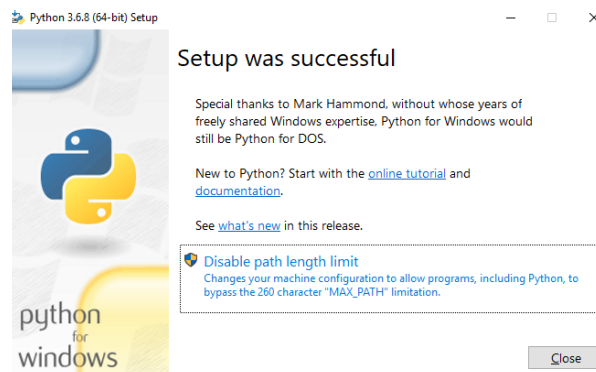 Python 3.6.8 (64-bit) Setup
Setup was successful
Special thanks to Mark Hammond, without whose years of
freely shared Windows expertise, Python for Windows would
still be Python for DOS.
New to Python? Start with the online tutorial and
documentation.
See what's new in this release.
Disable path length limit
Changes your machine configuration to allow programs, including Python, to
bypass the 260 character "MAX_PATH" limitation.
python
for
windows
Close